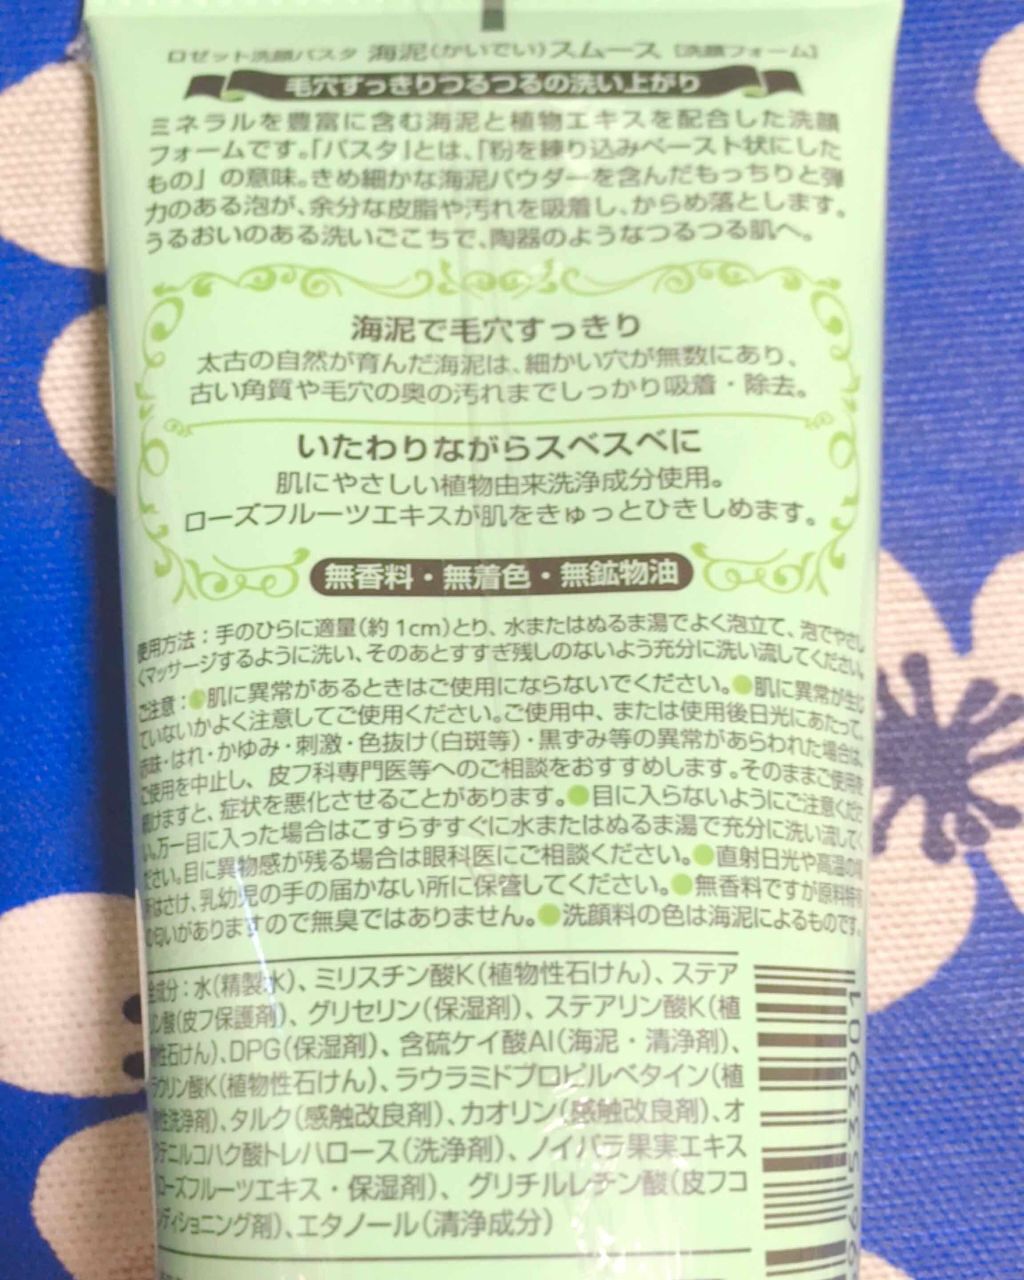 ロゼット洗顔パスタ 海泥(かいでい)スムース [洗顔フォーム]
毛穴すっきりつるつるの洗い上がり
ミネラルを豊富に含む海泥と植物エキスを配合した洗顔
フォームです。「パスタ」とは、「粉を練り込みペースト状にした
もの」の意味。きめ細かな海泥パウダーを含んだもっちりと弾
力のある泡が、余分な皮脂や汚れを吸着し、からめ落とします。
うるおいのある洗いごこちで、陶器のようなつるつる肌へ。
海泥で毛穴すっきり
太古の自然が育んだ海泥は、細かい穴が無数にあり、
古い角質や毛穴の奥の汚れまでしっかり吸着・除去。
いたわりながらスベスベに
肌にやさしい植物由来洗浄成分使用。
ローズフルーツエキスが肌をきゅっとひきしめます。
無香料・無着色・無鉱物油
使用方法:手のひらに適量(約1cm)とり、水またはぬるま湯でよく泡立て、泡でやさし
くマッサージするように洗い、そのあとすすぎ残しのないよう充分に洗い流してください。
ご注意:●肌に異常があるときはご使用にならないでください。●肌に異常が生じ
ていないかよく注意してご使用ください。ご使用中、または使用後日光にあたって、
赤味・はれ・かゆみ・刺激・色抜け(白斑等)・黒ずみ等の異常があらわれた場合は、
ご使用を中止し、皮フ科専門医等へのご相談をおすすめします。そのままご使用を
続けますと、症状を悪化させることがあります。●目に入らないようにご注意くださ
い。万一目に入った場合はこすらずすぐに水またはぬるま湯で充分に洗い流してく
ださい。目に異物感が残る場合は眼科医にご相談ください。●直射日光や高温の場
所はさけ、乳幼児の手の届かない所に保管してください。●無香料ですが原料特有
の匂いがありますので無臭ではありません。●洗顔料の色は海泥によるものです。
全成分:水(精製水)、ミリスチン酸K(植物性石けん)、ステア
リン酸(皮フ保護剤)、グリセリン(保湿剤)、ステアリン酸K(植
物性石けん)、DPG(保湿剤)、含硫ケイ酸Al(海泥・清浄剤)、
ラウリン酸K(植物性石けん)、ラウラミドプロピルベタイン(植
物性洗浄剤)、タルク(感触改良剤)、カオリン(感触改良剤)、オ
クテニルコハク酸トレハロース(洗浄剤)、ノイバラ果実エキス
(ローズフルーツエキス・保湿剤)、グリチルレチン酸(皮フコ
ンディショニング剤)、エタノール(清浄成分)